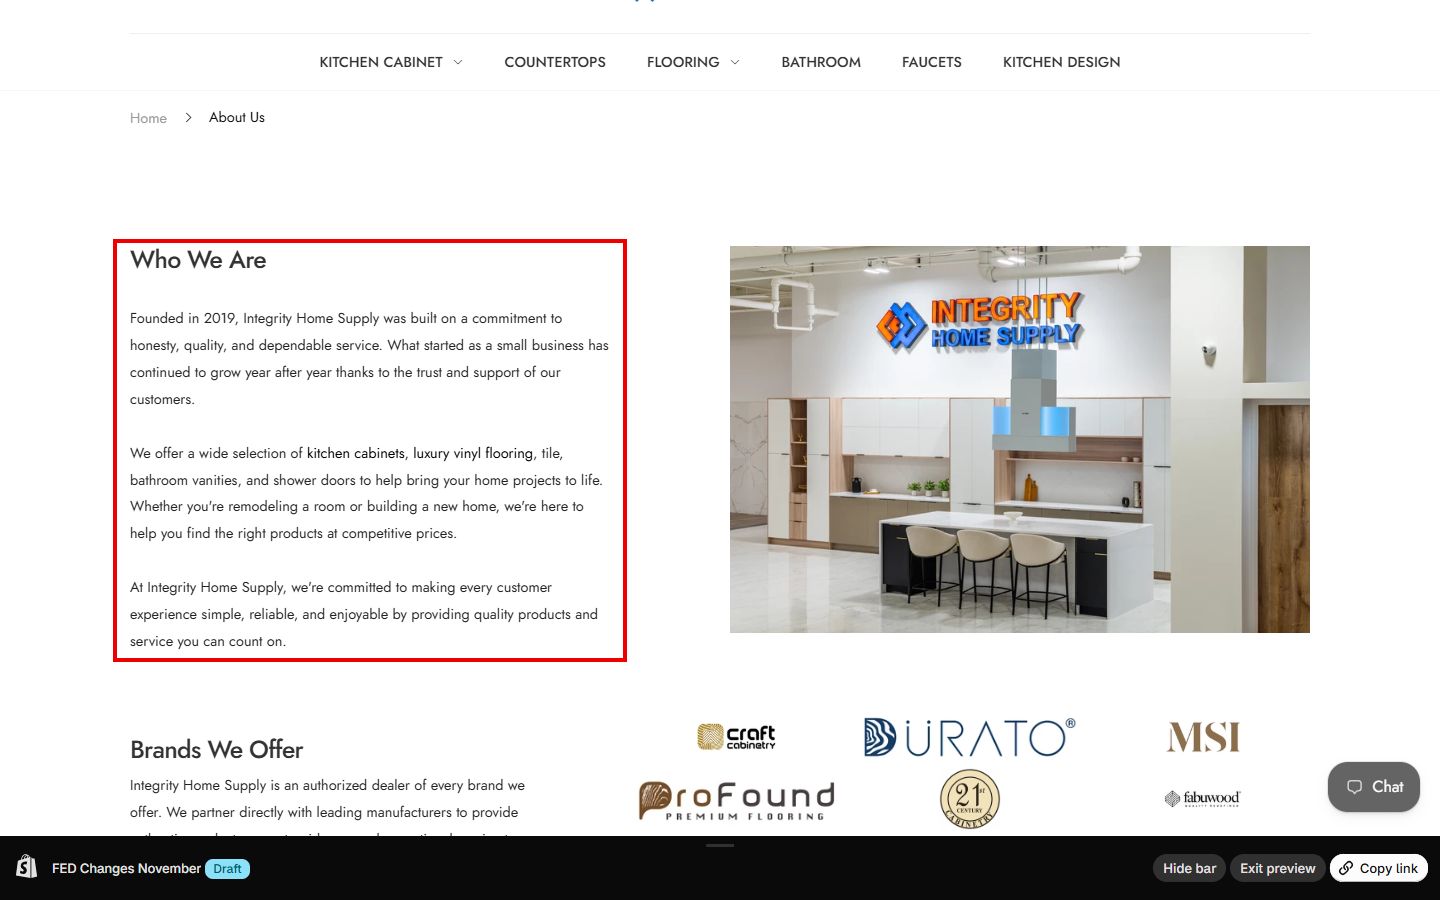 KITCHEN CABINET COUNTERTOPS FLOORING BATHROOM FAUCETS KITCHEN DESIGN
Home > About Us
Who We Are
Founded in 2019, Integrity Home Supply was built on a commitment to
honesty, quality, and dependable service. What started as a small business has
continued to grow year after year thanks to the trust and support of our
customers.
We offer a wide selection of kitchen cabinets, luxury vinyl flooring, tile,
bathroom vanities, and shower doors to help bring your home projects to life.
Whether you're remodeling a room or building a new home, we're here to
help you find the right products at competitive prices.
At Integrity Home Supply, we're committed to making every customer
experience simple, reliable, and enjoyable by providing quality products and
service you can count on.
INTEGRITY
HOME SUPPLY
Brands We Offer
Integrity Home Supply is an authorized dealer of every brand we
offer. We partner directly with leading manufacturers to provide
craft
cabinetry
DURATO®
MSI
ProFound
PREMIUM FLOORING
21st
CENTURY
CABINETRY
fabuwood
Chat
FED Changes November Draft
Hide bar Exit preview Copy link